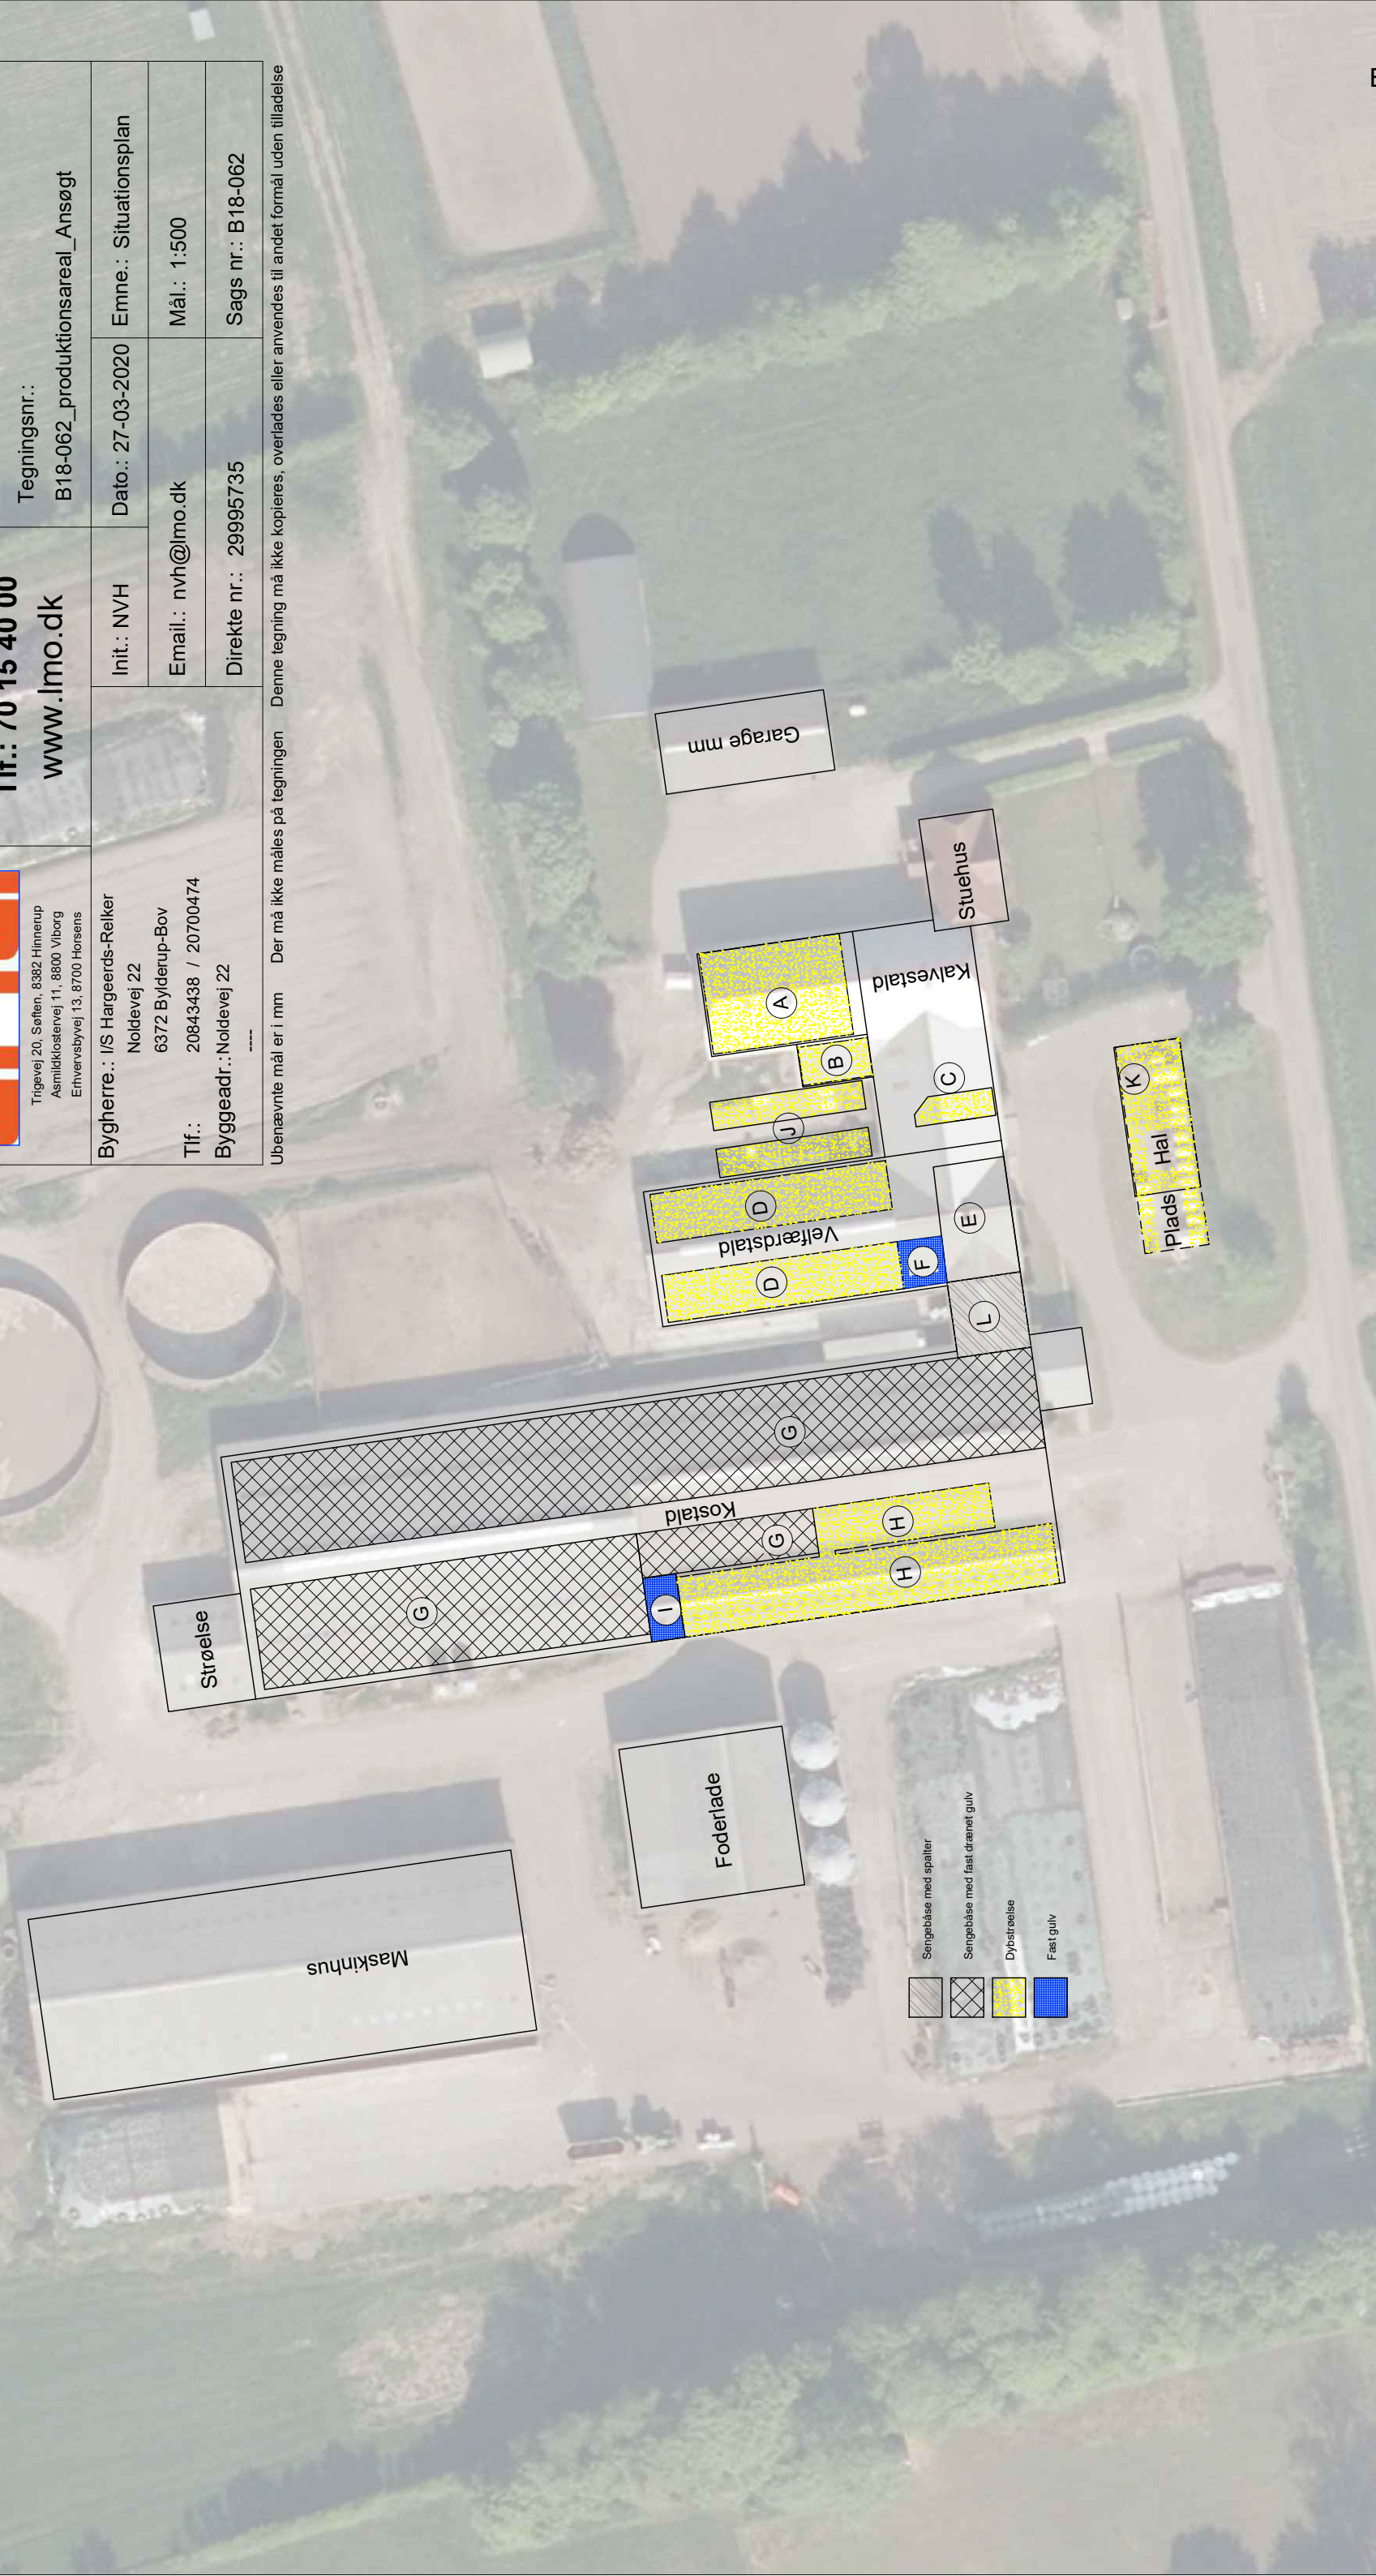 Tlf.: 70 15 40 00
www.lmo.dk
Trigevej 20, Søften, 8382 Hinnerup
Asmildklostervej 11, 8800 Viborg
Erhvervsbyvej 13, 8700 Horsens
Tegningsnr.:
B18-062_produktionsareal_Ansøgt
Bygherre.: I/S Hargeerds-Relker
Noldevej 22
6372 Bylderup-Bov
Tlf.: 20843438 / 20700474
Byggeadr.: Noldevej 22
----
Init.: NVH
Dato.: 27-03-2020
Emne.: Situationsplan
Email.: nvh@lmo.dk
Mål.: 1:500
Direkte nr.: 29995735
Sags nr.: B18-062
Ubenævnte mål er i mm Der må ikke måles på tegningen Denne tegning må ikke kopieres, overlades eller anvendes til andet formål uden tilladelse
Garage mm
Stuehus
Kalvestald
A
B
C
J
D
Velfærdstald
D
E
F
L
K
Hal
Plads
G
Kostald
G
H
H
G
I
Strøelse
Foderlade
Maskinhus
Sengebåse med spalter
Sengebåse med fast drænet gulv
Dybstrøelse
Fast gulv